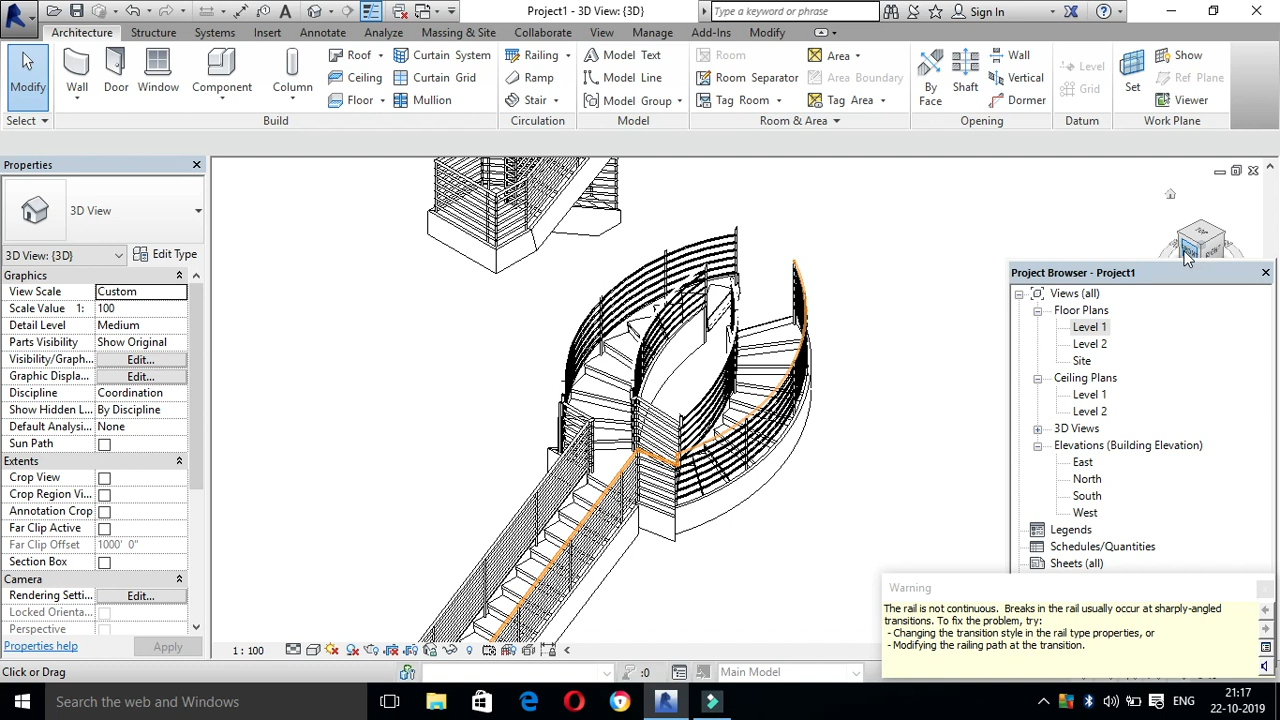 Project1 - 3D View: {3D}
Type a keyword or phrase
Sign In
Architecture Structure Systems Insert Annotate Analyze Massing & Site Collaborate View Manage Add-Ins Modify
Modify
Wall
Door
Window
Component
Column
Roof
Ceiling
Floor
Curtain System
Curtain Grid
Mullion
Railing
Ramp
Stair
Model Text
Model Line
Model Group
Room
Room Separator
Tag Room
Area
Area Boundary
Tag Area
By Face
Shaft
Wall
Vertical
Dormer
Level
Grid
Set
Show
Ref Plane
Viewer
Select Build Circulation Model Room & Area Opening Datum Work Plane
Properties
3D View
3D View: {3D} Edit Type
Graphics
View Scale Custom
Scale Value 1: 100
Detail Level Medium
Parts Visibility Show Original
Visibility/Graph... Edit...
Graphic Displa... Edit...
Discipline Coordination
Show Hidden L... By Discipline
Default Analysi... None
Sun Path
Extents
Crop View
Crop Region Vi...
Annotation Crop
Far Clip Active
Far Clip Offset 1000' 0"
Section Box
Camera
Rendering Setti... Edit...
Locked Orienta...
Perspective
Properties help Apply
TOP
Project Browser - Project1
Views (all)
Floor Plans
Level 1
Level 2
Site
Ceiling Plans
Level 1
Level 2
3D Views
Elevations (Building Elevation)
East
North
South
West
Legends
Schedules/Quantities
Sheets (all)
Warning
The rail is not continuous. Breaks in the rail usually occur at sharply-angled
transitions. To fix the problem, try:
- Changing the transition style in the rail type properties, or
- Modifying the railing path at the transition.
1 : 100
Click or Drag
:0
Main Model
Search the web and Windows
ENG
21:17
22-10-2019